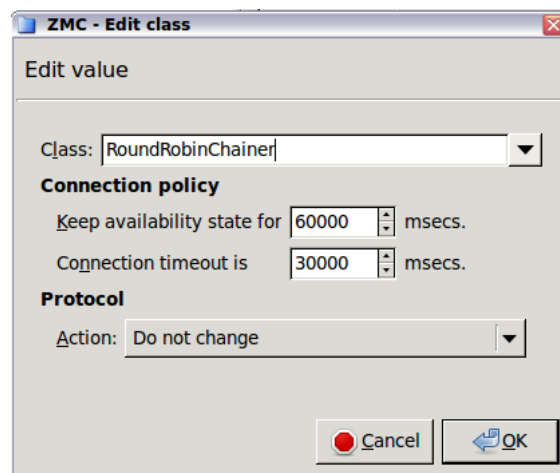 ZMC - Edit class
Edit value
Class: RoundRobinChainer
Connection policy
Keep availability state for 60000 msecs.
Connection timeout is 30000 msecs.
Protocol
Action: Do not change
Cancel OK